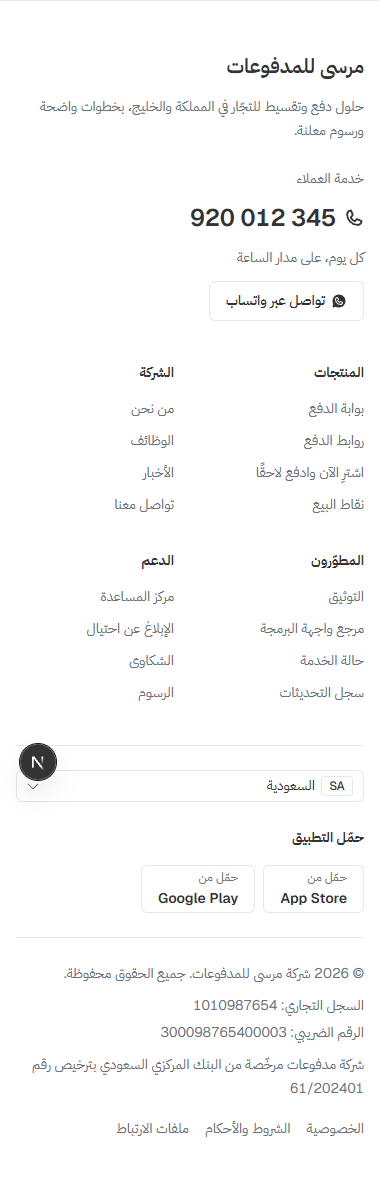 مرسى للمدفوعات
حلول دفع وتقسيط للتجّار في المملكة والخليج، بخطوات واضحة
ورسوم معلنة.
خدمة العملاء
920 012 345
كل يوم، على مدار الساعة
تواصل عبر واتساب
المنتجات
بوابة الدفع
روابط الدفع
اشترِ الآن وادفع لاحقًا
نقاط البيع
الشركة
من نحن
الوظائف
الأخبار
تواصل معنا
المطوّرون
التوثيق
مرجع واجهة البرمجة
حالة الخدمة
سجل التحديثات
الدعم
مركز المساعدة
الإبلاغ عن احتيال
الشكاوى
الرسوم
N
SA السعودية
حمّل التطبيق
حمّل من
App Store
حمّل من
Google Play
© 2026 شركة مرسى للمدفوعات. جميع الحقوق محفوظة.
السجل التجاري: 1010987654
الرقم الضريبي: 300098765400003
شركة مدفوعات مرخّصة من البنك المركزي السعودي بترخيص رقم
61/202401
الخصوصية الشروط والأحكام ملفات الارتباط